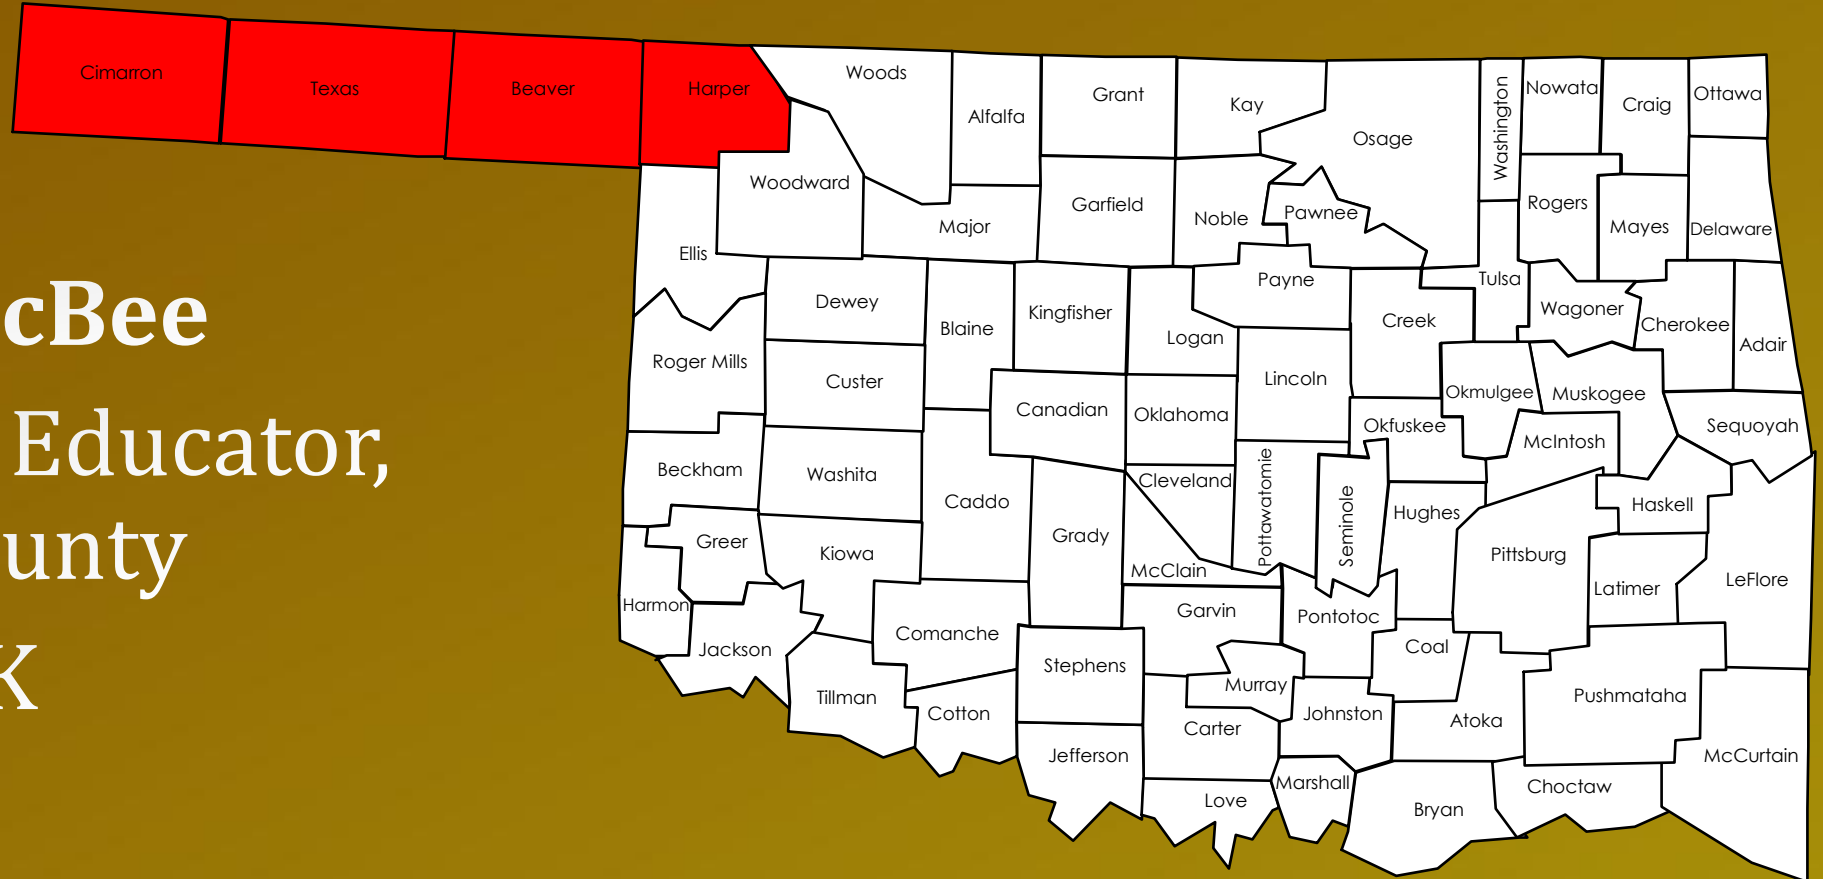 cBee
Educator,
unty
K
Cimarron
Texas
Beaver
Harper
Woods
Alfalfa
Grant
Kay
Osage
Washington
Nowata
Craig
Ottawa
Woodward
Ellis
Major
Garfield
Noble
Pawnee
Rogers
Mayes
Delaware
Dewey
Blaine
Kingfisher
Logan
Payne
Creek
Tulsa
Wagoner
Cherokee
Adair
Roger Mills
Custer
Canadian
Oklahoma
Lincoln
Okmulgee
Muskogee
Sequoyah
Okfuskee
McIntosh
Beckham
Washita
Caddo
Cleveland
Pottawatomie
Seminole
Hughes
Haskell
Greer
Kiowa
Grady
McClain
Pittsburg
Latimer
LeFlore
Harmon
Jackson
Comanche
Garvin
Pontotoc
Coal
Tillman
Cotton
Stephens
Murray
Johnston
Atoka
Pushmataha
Jefferson
Carter
Marshall
Love
Bryan
Choctaw
McCurtain